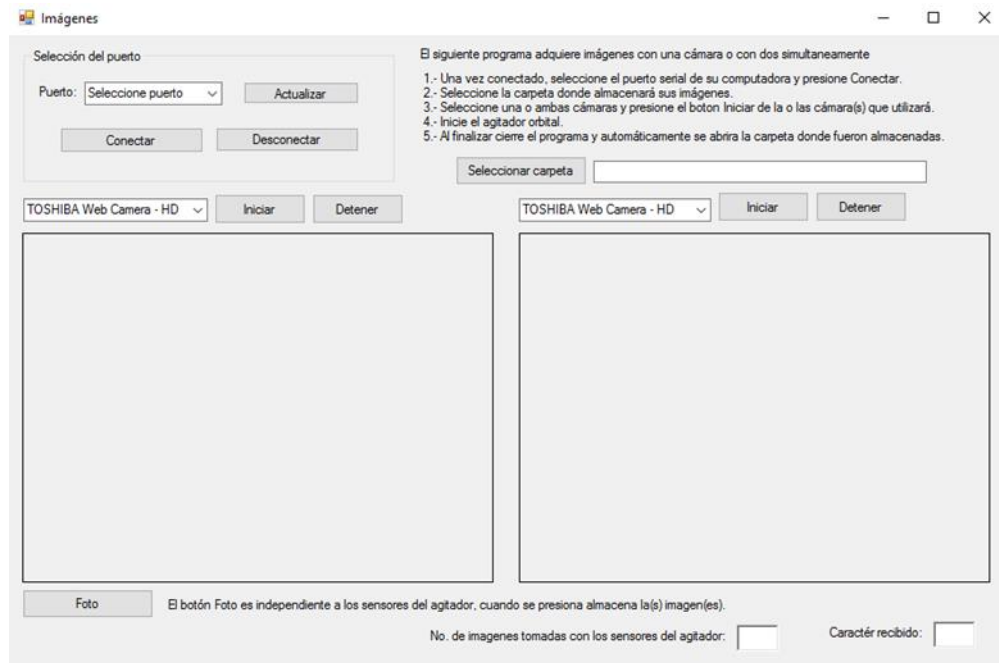 Imágenes
Selección del puerto
Puerto: Seleccione puerto Actualizar
Conectar Desconectar
El siguiente programa adquiere imágenes con una cámara o con dos simultaneamente
1.- Una vez conectado, seleccione el puerto serial de su computadora y presione Conectar.
2.- Seleccione la carpeta donde almacenará sus imágenes.
3.- Seleccione una o ambas cámaras y presione el boton Iniciar de la o las cámara(s) que utilizará.
4.- Inicie el agitador orbital.
5.- Al finalizar cierre el programa y automáticamente se abrira la carpeta donde fueron almacenadas.
Seleccionar carpeta
TOSHIBA Web Camera - HD Iniciar Detener
TOSHIBA Web Camera - HD Iniciar Detener
Foto El botón Foto es independiente a los sensores del agitador, cuando se presiona almacena la(s) imagen(es).
No. de imagenes tomadas con los sensores del agitador: Caractér recibido: